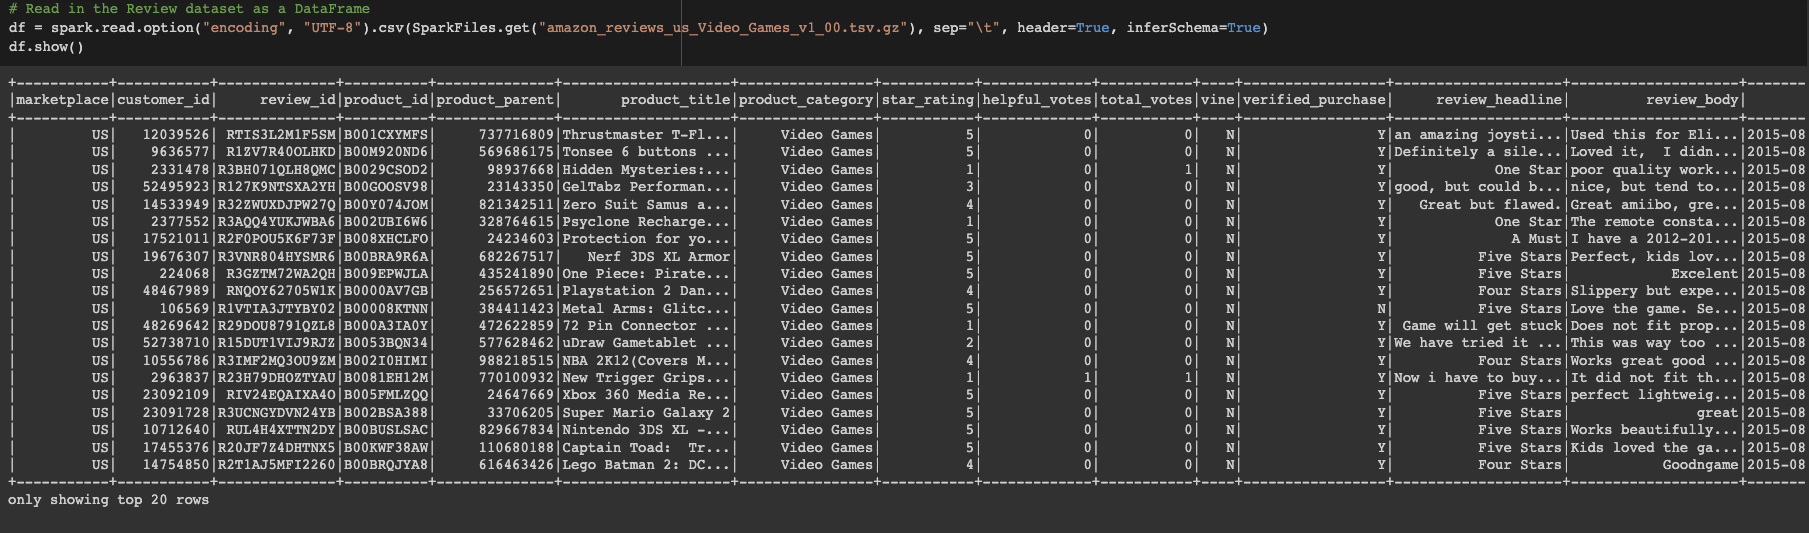 # Read in the Review dataset as a DataFrame
df = spark.read.option("encoding", "UTF-8").csv(SparkFiles.get("amazon_reviews_us_Video_Games_v1_00.tsv.gz"), sep="\t", header=True, inferSchema=True)
df.show()
|marketplace|customer_id| review_id|product_id|product_parent| product_title|product_category|star_rating|helpful_votes|total_votes|vine|verified_purchase| review_headline| review_body|
| US| 12039526| RTIS3L2M1F5SM|B001CXYMFS| 737716809|Thrustmaster T-Fl...| Video Games| 5| 0| 0| N| Y|an amazing joysti...|Used this for Eli...|2015-08
| US| 9636577| R1ZV7R40OLHKD|B00M920ND6| 569686175|Tonsee 6 buttons ...| Video Games| 5| 0| 0| N| Y|Definitely a sile...|Loved it, I didn...|2015-08
| US| 2331478|R3BH071QLH8QMC|B0029CSOD2| 98937668|Hidden Mysteries:...| Video Games| 1| 0| 1| N| Y| One Star|poor quality work...|2015-08
| US| 52495923|R127K9NTSXA2YH|B00GOOSV98| 23143350|GelTabz Performan...| Video Games| 3| 0| 0| N| Y|good, but could b...|nice, but tend to...|2015-08
| US| 14533949|R32ZWUXDJPW27Q|B00Y074JOM| 821342511|Zero Suit Samus a...| Video Games| 4| 0| 0| N| Y| Great but flawed.|Great amiibo, gre...|2015-08
| US| 2377552|R3AQQ4YUKJWBA6|B002UBI6W6| 328764615|Psyclone Recharge...| Video Games| 1| 0| 0| N| Y| One Star|The remote consta...|2015-08
| US| 17521011|R2F0POU5K6F73F|B008XHCLFO| 24234603|Protection for yo...| Video Games| 5| 0| 0| N| Y| A Must|I have a 2012-201...|2015-08
| US| 19676307|R3VNR804HYSMR6|B00BRA9R6A| 682267517| Nerf 3DS XL Armor| Video Games| 5| 0| 0| N| Y| Five Stars|Perfect, kids lov...|2015-08
| US| 224068| R3GZTM72WA2QH|B009EPWJLA| 435241890|One Piece: Pirate...| Video Games| 5| 0| 0| N| Y| Five Stars| Excelent|2015-08
| US| 48467989| RNQOY62705W1K|B0000AV7GB| 256572651|Playstation 2 Dan...| Video Games| 4| 0| 0| N| Y| Four Stars|Slippery but expe...|2015-08
| US| 106569|R1VTIA3JTYBY02|B00008KTNN| 384411423|Metal Arms: Glitc...| Video Games| 5| 0| 0| N| N| Five Stars|Love the game. Se...|2015-08
| US| 48269642|R29DOU8791QZL8|B000A3IA0Y| 472622859|72 Pin Connector ...| Video Games| 1| 0| 0| N| Y| Game will get stuck|Does not fit prop...|2015-08
| US| 52738710|R15DUT1VIJ9RJZ|B0053BQN34| 577628462|uDraw Gametablet ...| Video Games| 2| 0| 0| N| Y|We have tried it ...|This was way too ...|2015-08
| US| 10556786|R3IMF2MQ3OU9ZM|B002I0HIMI| 988218515|NBA 2K12(Covers M...| Video Games| 4| 0| 0| N| Y| Four Stars|Works great good ...|2015-08
| US| 2963837|R23H79DHOZTYAU|B0081EH12M| 770100932|New Trigger Grips...| Video Games| 1| 1| 1| N| Y|Now i have to buy...|It did not fit th...|2015-08
| US| 23092109| RIV24EQAIXA4O|B005FMLZQQ| 24647669|Xbox 360 Media Re...| Video Games| 5| 0| 0| N| Y| Five Stars|perfect lightweig...|2015-08
| US| 23091728|R3UCNGYDVN24YB|B002BSA388| 33706205|Super Mario Galaxy 2| Video Games| 5| 0| 0| N| Y| Five Stars| great|2015-08
| US| 10712640| RUL4H4XTTN2DY|B00BUSLSAC| 829667834|Nintendo 3DS XL -...| Video Games| 5| 0| 0| N| Y| Five Stars|Works beautifully...|2015-08
| US| 17455376|R20JF7Z4DHTNX5|B00KWF38AW| 110680188|Captain Toad: Tr...| Video Games| 5| 0| 0| N| Y| Five Stars|Kids loved the ga...|2015-08
| US| 14754850|R2T1AJ5MFI2260|B00BRQJYA8| 616463426|Lego Batman 2: DC...| Video Games| 4| 0| 0| N| Y| Four Stars| Goodngame|2015-08
only showing top 20 rows